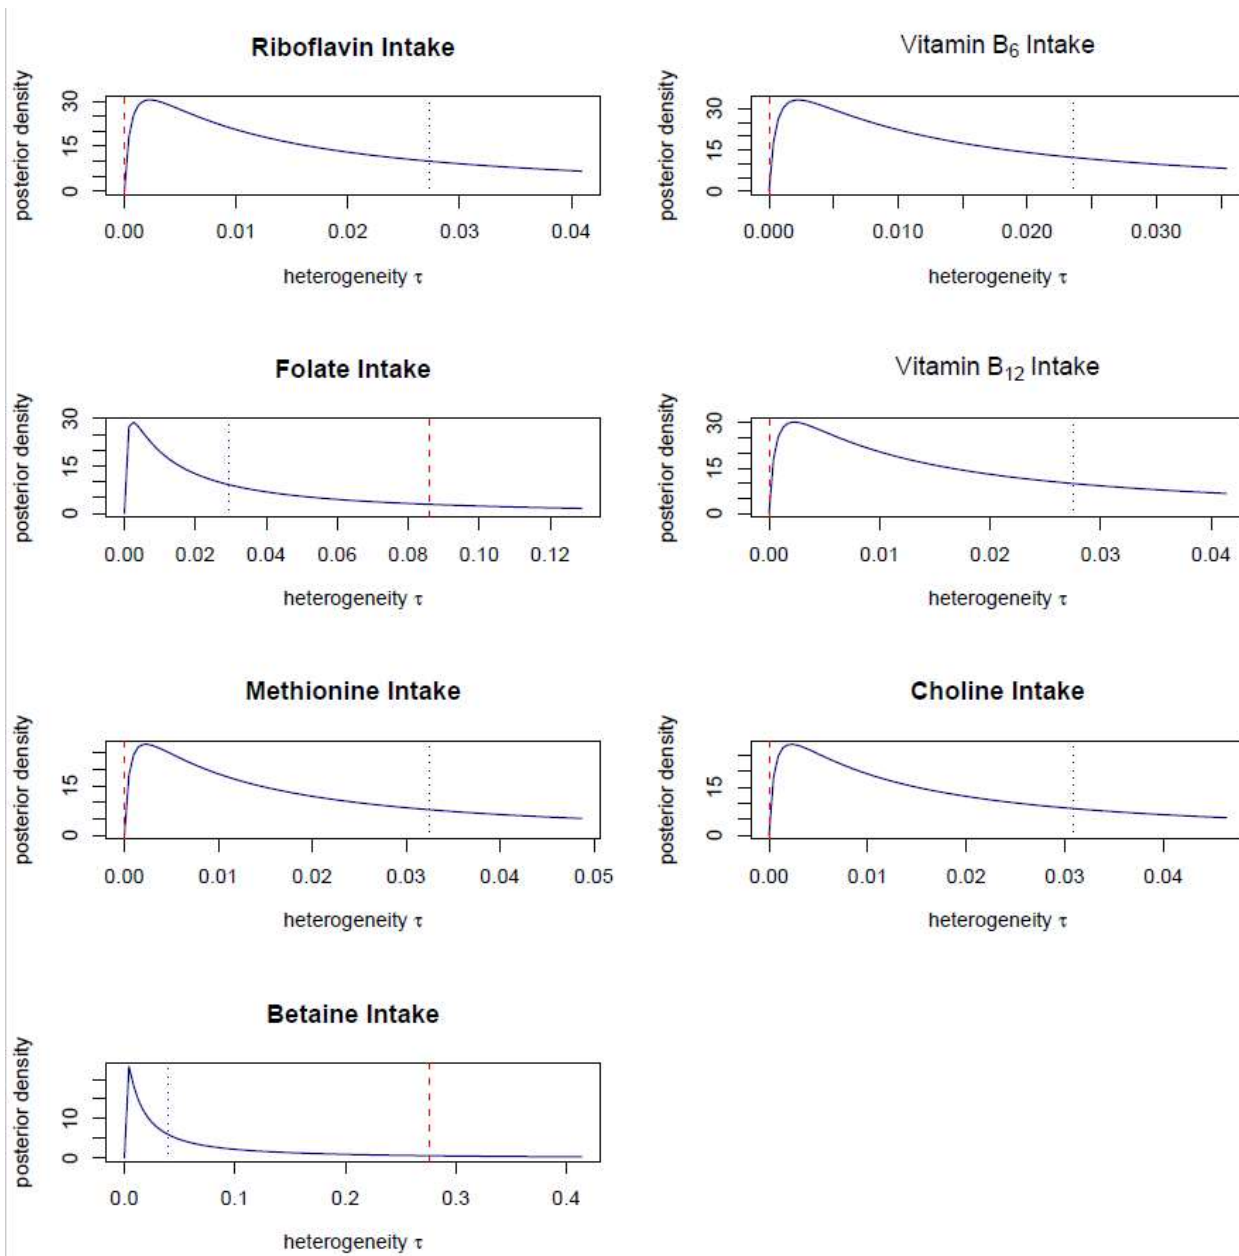 Riboflavin Intake
posterior density
30
15
0
0.00 0.01 0.02 0.03 0.04
heterogeneity τ
Vitamin B₆ Intake
posterior density
30
15
0
0.000 0.010 0.020 0.030
heterogeneity τ
Folate Intake
posterior density
30
15
0
0.00 0.02 0.04 0.06 0.08 0.10 0.12
heterogeneity τ
Vitamin B₁₂ Intake
posterior density
30
15
0
0.00 0.01 0.02 0.03 0.04
heterogeneity τ
Methionine Intake
posterior density
15
0
0.00 0.01 0.02 0.03 0.04 0.05
heterogeneity τ
Choline Intake
posterior density
15
0
0.00 0.01 0.02 0.03 0.04
heterogeneity τ
Betaine Intake
posterior density
10
0
0.0 0.1 0.2 0.3 0.4
heterogeneity τ